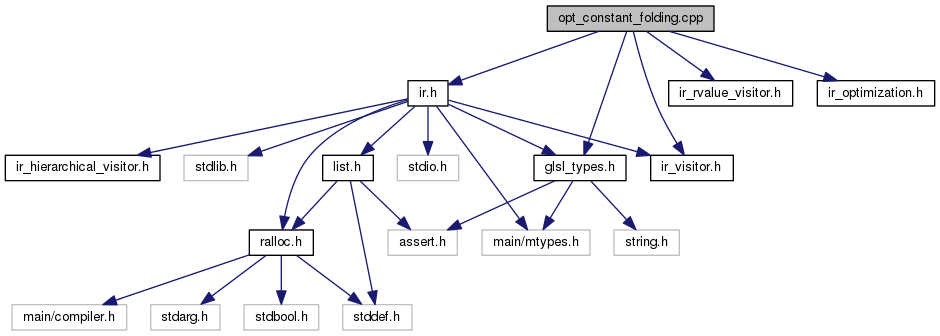 opt_constant_folding.cpp
ir.h
ir_rvalue_visitor.h
ir_optimization.h
ir_hierarchical_visitor.h
stdlib.h
list.h
stdio.h
glsl_types.h
ir_visitor.h
ralloc.h
assert.h
main/mtypes.h
string.h
main/compiler.h
stdarg.h
stdbool.h
stddef.h